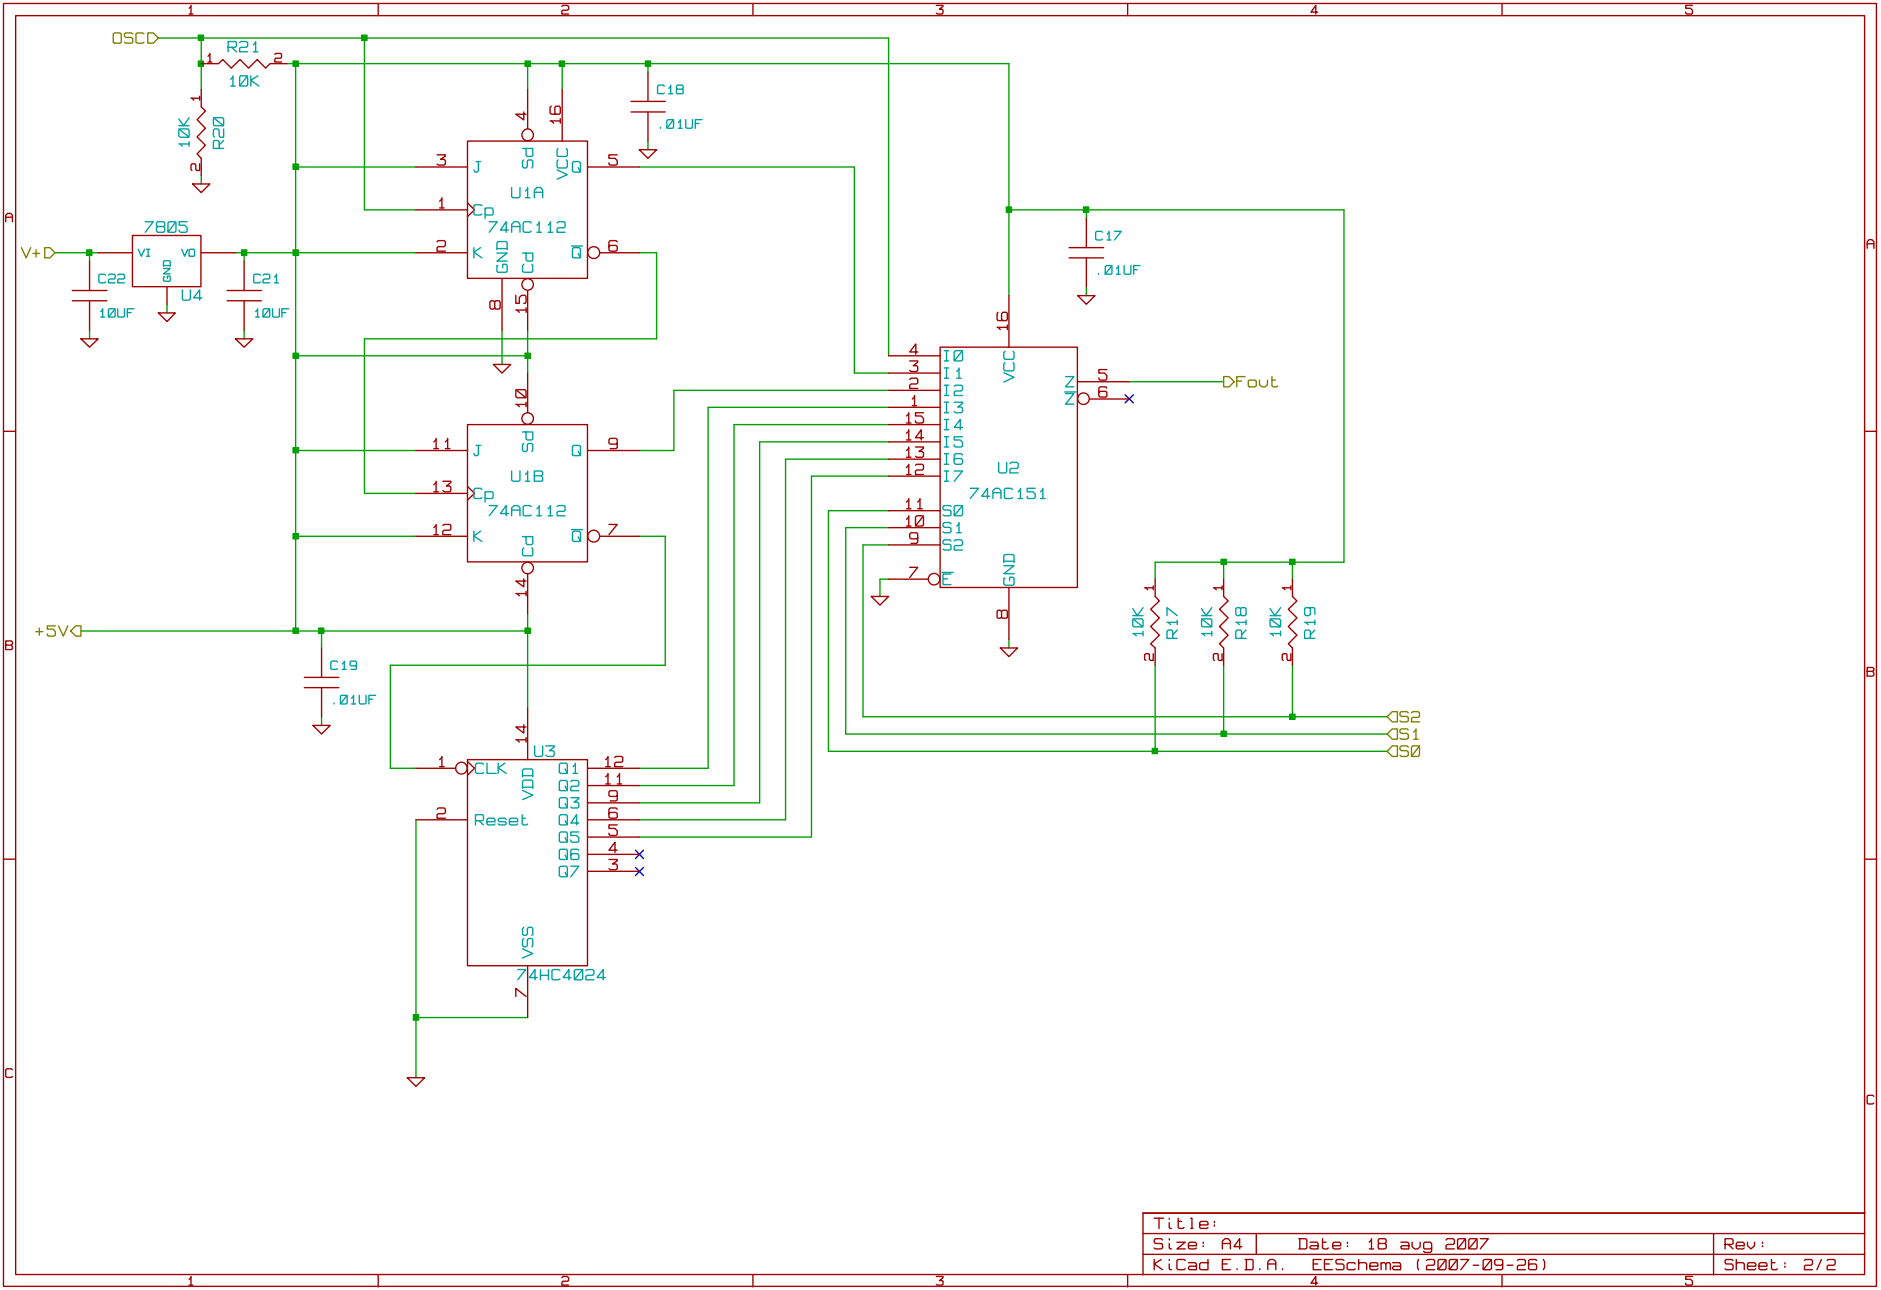 1 2 3 4 5
OSC
R21
1 2
10K
1
10K
R20
2
C18
.01UF
4
16
3 J Sd VCC Q 5
U1A
1 Cp
74AC112
2 K GND Cd Q 6
8 15
V+
7805
VI VO
GND
U4
C22
10UF
C21
10UF
A A
C17
.01UF
16
10
11 J Sd Q 9
U1B
13 Cp
74AC112
12 K Cd Q 7
14
4 I0 VCC
3 I1
2 I2 Z 5 Fout
1 I3 Z 6
15 I4
14 I5
13 I6
12 I7
U2
74AC151
11 S0
10 S1
9 S2
7 E GND
8
1 1 1
10K R17 10K R18 10K R19
2 2 2
+5V
B B
C19
.01UF
S2
S1
S0
14
U3
1 CLK VDD Q1 12
Q2 11
Q3 9
2 Reset Q4 6
Q5 5
Q6 4
Q7 3
VSS
74HC4024
7
C C
Title:
Size: A4 Date: 18 aug 2007 Rev:
KiCad E.D.A. EESchema (2007-09-26) Sheet: 2/2
1 2 3 4 5